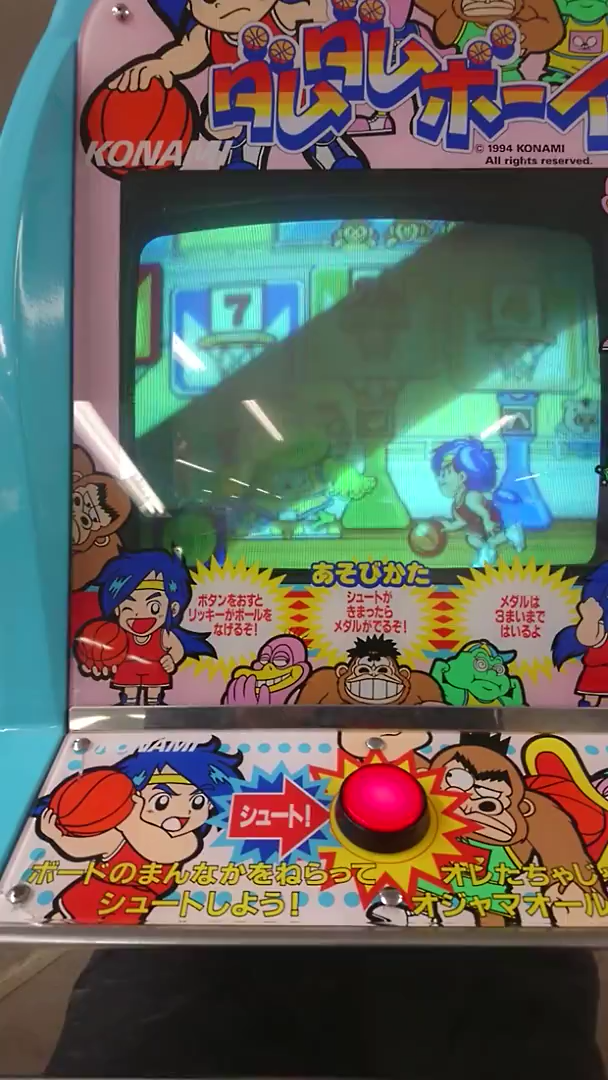 ダムダムボーイ
KONAMI
© 1994 KONAMI
All rights reserved.
7
あそびかた
ボタンをおすと
リッキーがボールを
なげるぞ!
シュートが
きまったら
メダルがでるぞ!
メダルは
3まいまで
はいるよ
KONAMI
シュート!
ボードのまんなかをねらって
シュートしよう!
オレたちゃじ
オジャマオール